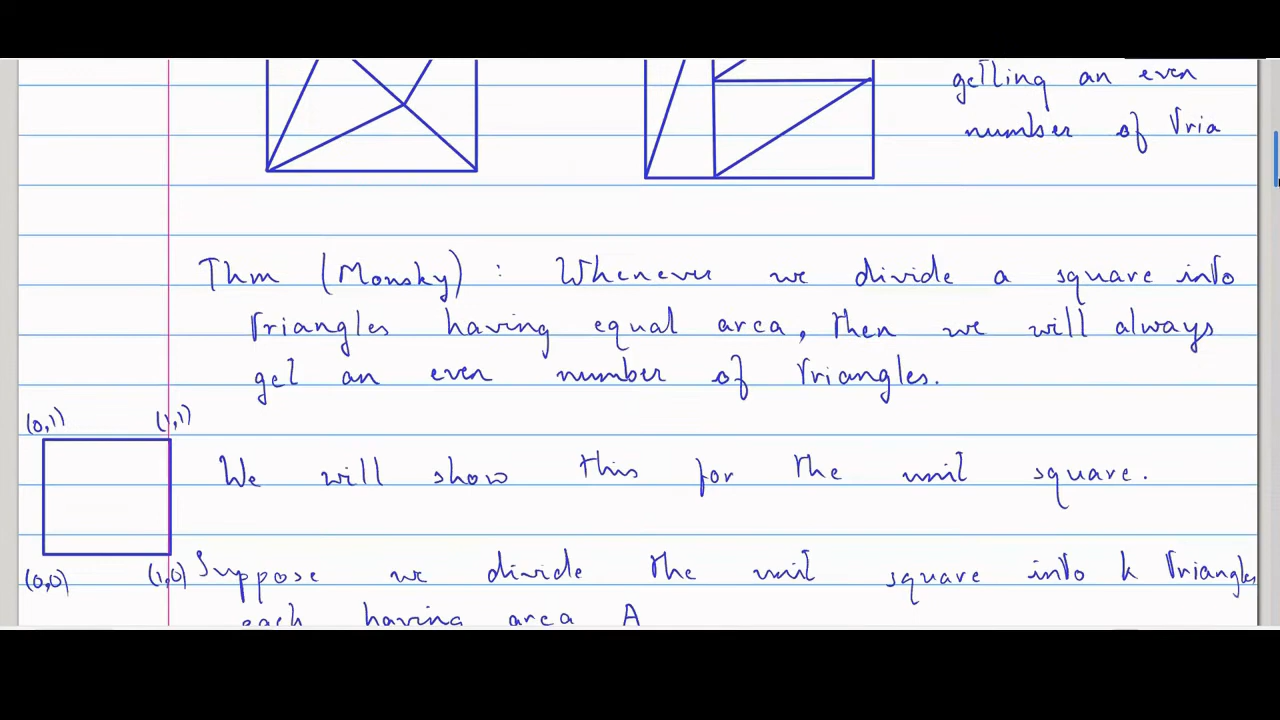 getting an even
number of tria
Thm (Monsky) : Whenever we divide a square into
triangles having equal area, then we will always
get an even number of triangles.
(0,1) (1,1)
We will show this for the unit square.
(0,0) (1,0) Suppose we divide the unit square into k triangles
each having area A